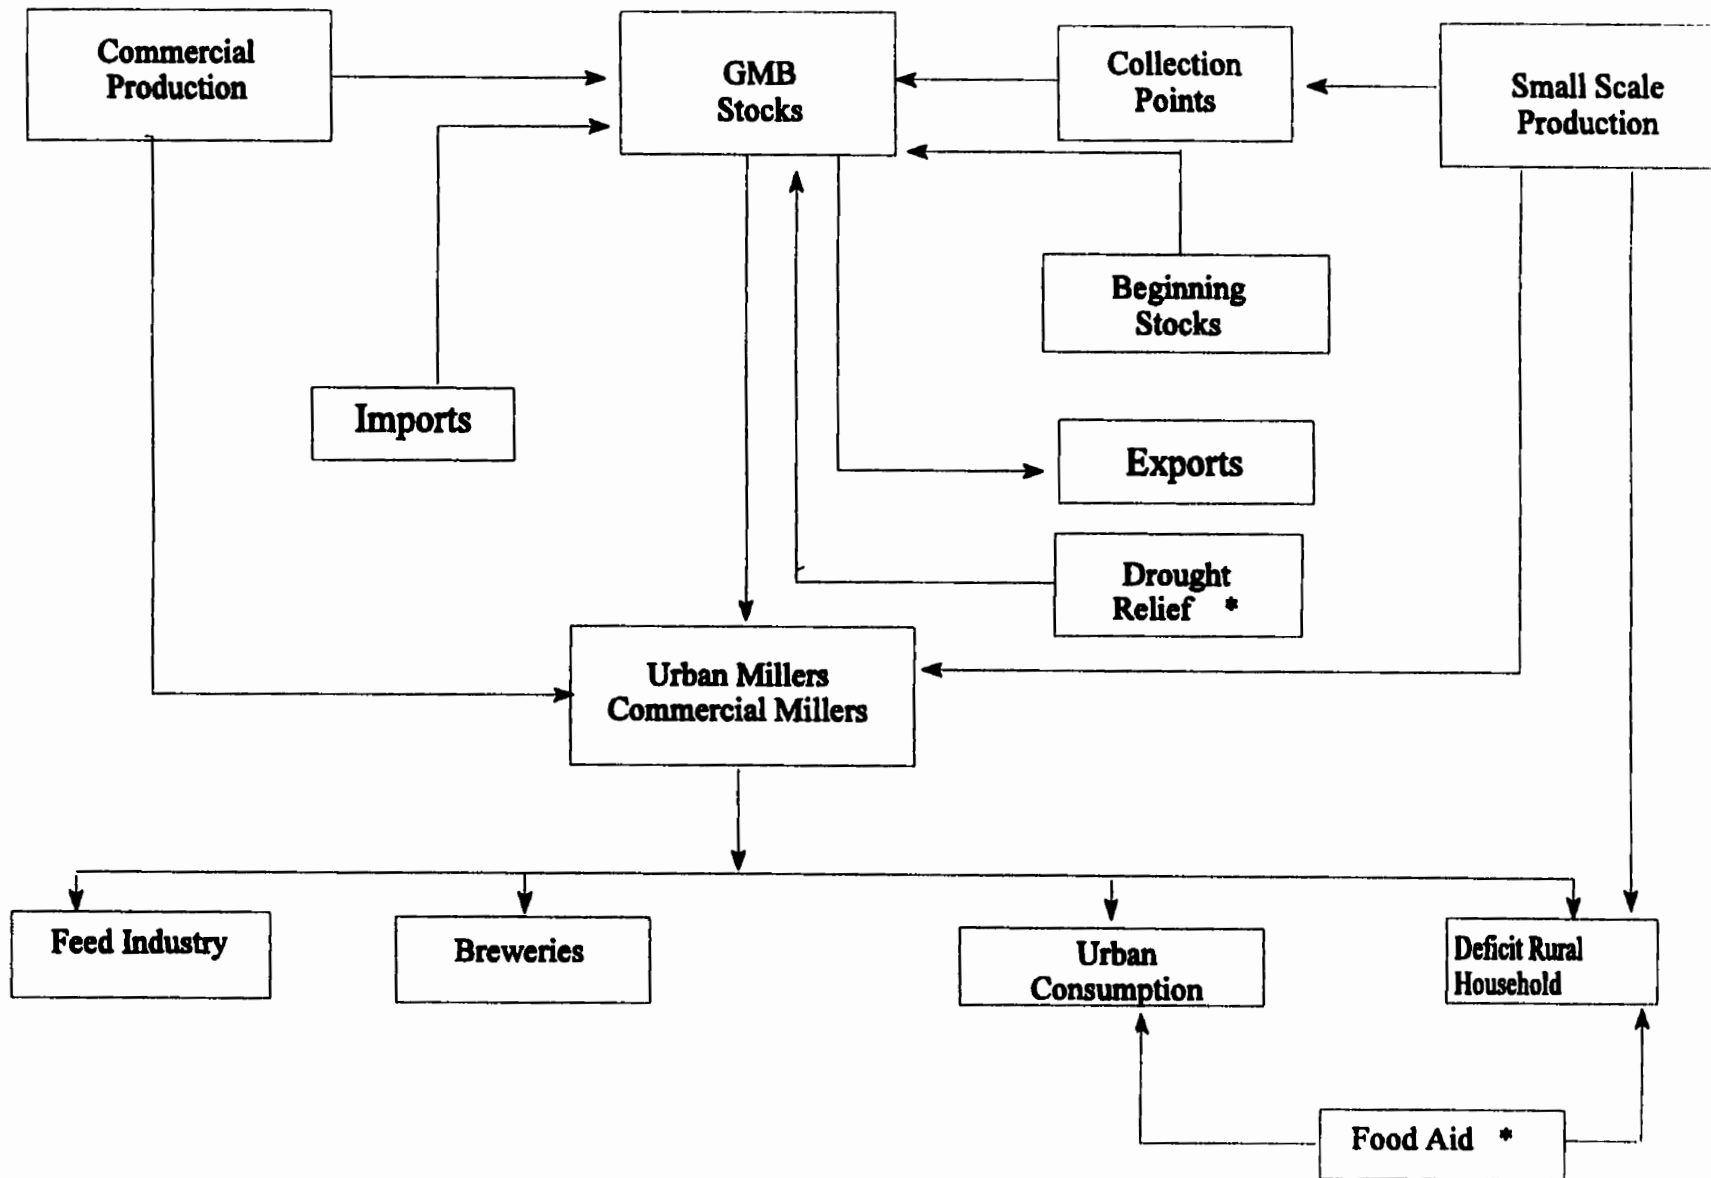 Commercial
Production
GMB
Stocks
Collection
Points
Small Scale
Production
Beginning
Stocks
Imports
Exports
Drought
Relief *
Urban Millers
Commercial Millers
Feed Industry
Breweries
Urban
Consumption
Deficit Rural
Household
Food Aid *